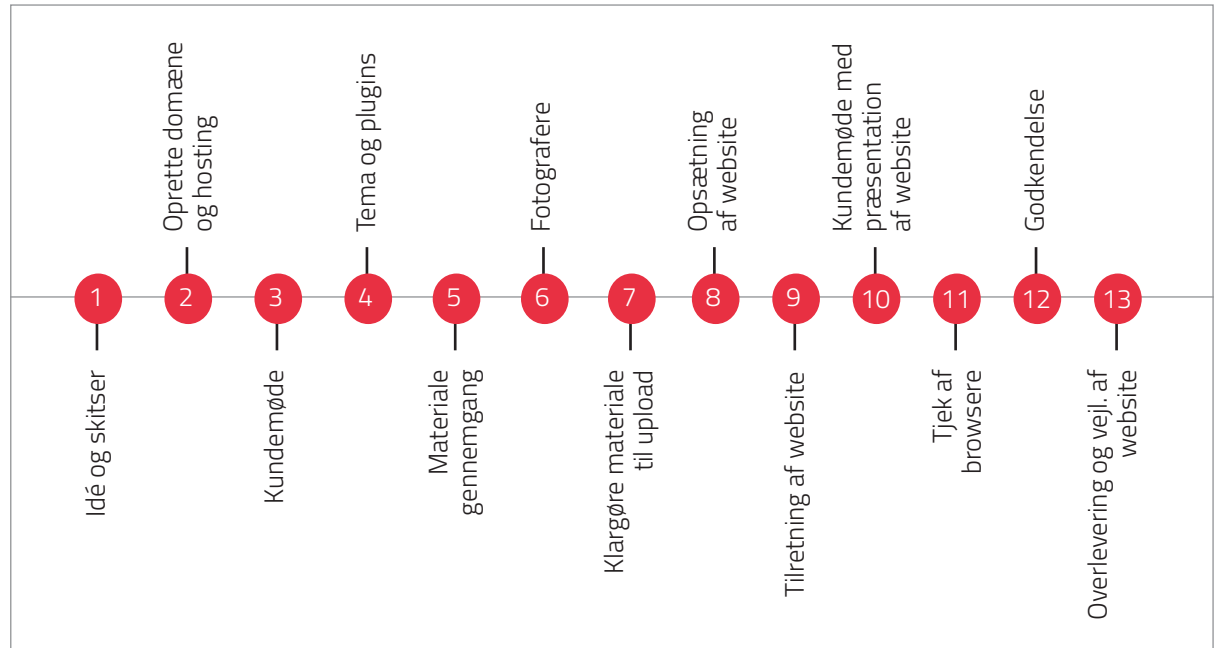 1
Idé og skitser
2
Oprette domæne
og hosting
3
Kundemøde
4
Tema og plugins
5
Materiale
gennemgang
6
Fotografere
7
Klargøre materiale
til upload
8
Opsætning
af website
9
Tilretning af website
10
Kundemøde med
præsentation
af website
11
Tjek af
browsere
12
Godkendelse
13
Overlevering og vejl. af
website